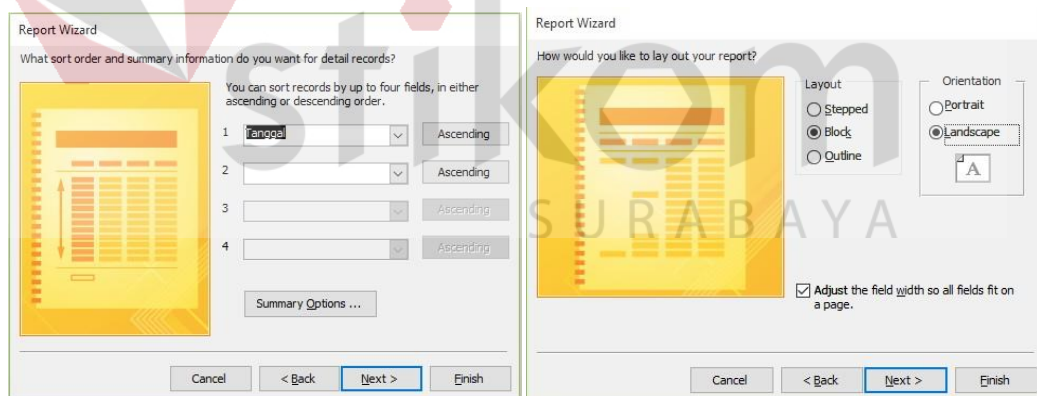 Report Wizard
What sort order and summary information do you want for detail records?
You can sort records by up to four fields, in either
ascending or descending order.
1 Tanggal Ascending
2 Ascending
3 Ascending
4 Ascending
Summary Options ...
Cancel < Back Next > Finish
Report Wizard
How would you like to lay out your report?
Layout
Stepped
Block
Outline
Orientation
Portrait
Landscape
A
Adjust the field width so all fields fit on
a page.
Cancel < Back Next > Finish
stikom
SURABAYA